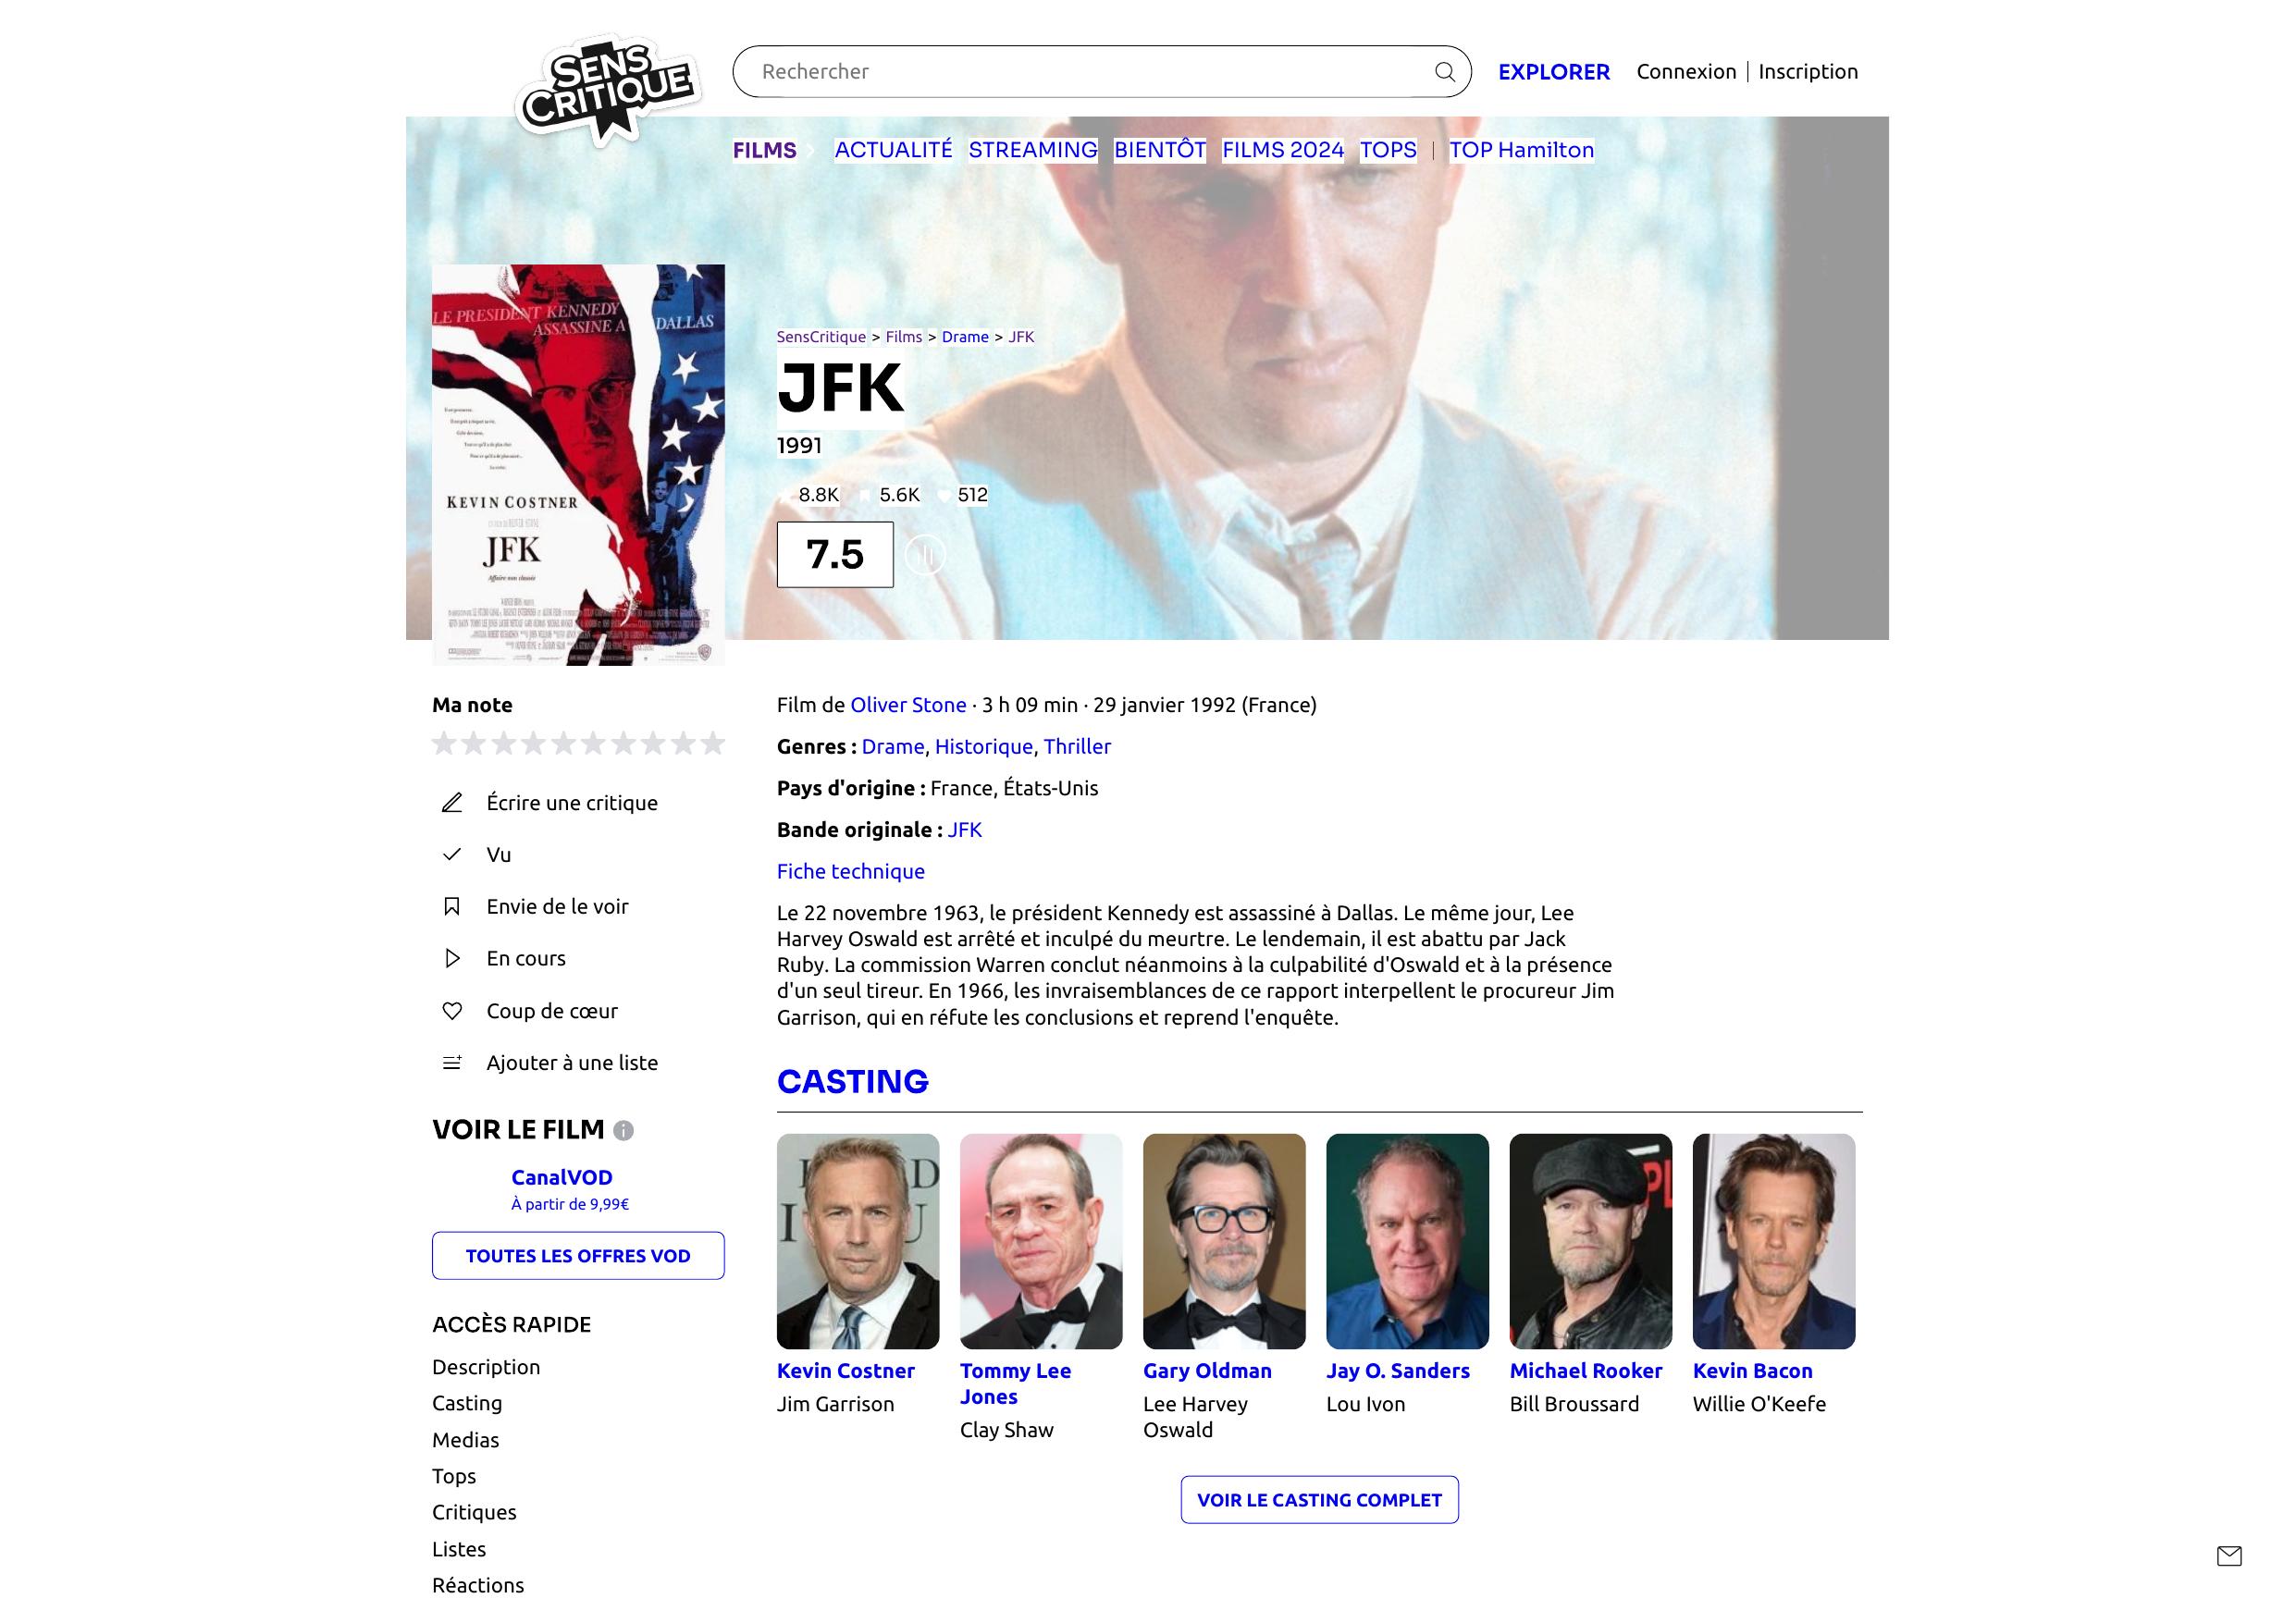 SENS
CRITIQUE
Rechercher
EXPLORER
Connexion | Inscription
FILMS
ACTUALITÉ
STREAMING
BIENTÔT
FILMS 2024
TOPS
|
TOP Hamilton
LE PRESIDENT KENNEDY
ASSASSINE A DALLAS
KEVIN COSTNER
JFK
Affaire non classée
SensCritique > Films > Drame > JFK
JFK
1991
8.8K 5.6K 512
7.5
Ma note
Écrire une critique
Vu
Envie de le voir
En cours
Coup de cœur
Ajouter à une liste
VOIR LE FILM
CanalVOD
À partir de 9,99€
TOUTES LES OFFRES VOD
ACCÈS RAPIDE
Description
Casting
Medias
Tops
Critiques
Listes
Réactions
Film de Oliver Stone · 3 h 09 min · 29 janvier 1992 (France)
Genres : Drame, Historique, Thriller
Pays d'origine : France, États-Unis
Bande originale : JFK
Fiche technique
Le 22 novembre 1963, le président Kennedy est assassiné à Dallas. Le même jour, Lee
Harvey Oswald est arrêté et inculpé du meurtre. Le lendemain, il est abattu par Jack
Ruby. La commission Warren conclut néanmoins à la culpabilité d'Oswald et à la présence
d'un seul tireur. En 1966, les invraisemblances de ce rapport interpellent le procureur Jim
Garrison, qui en réfute les conclusions et reprend l'enquête.
CASTING
Kevin Costner
Jim Garrison
Tommy Lee
Jones
Clay Shaw
Gary Oldman
Lee Harvey
Oswald
Jay O. Sanders
Lou Ivon
Michael Rooker
Bill Broussard
Kevin Bacon
Willie O'Keefe
VOIR LE CASTING COMPLET